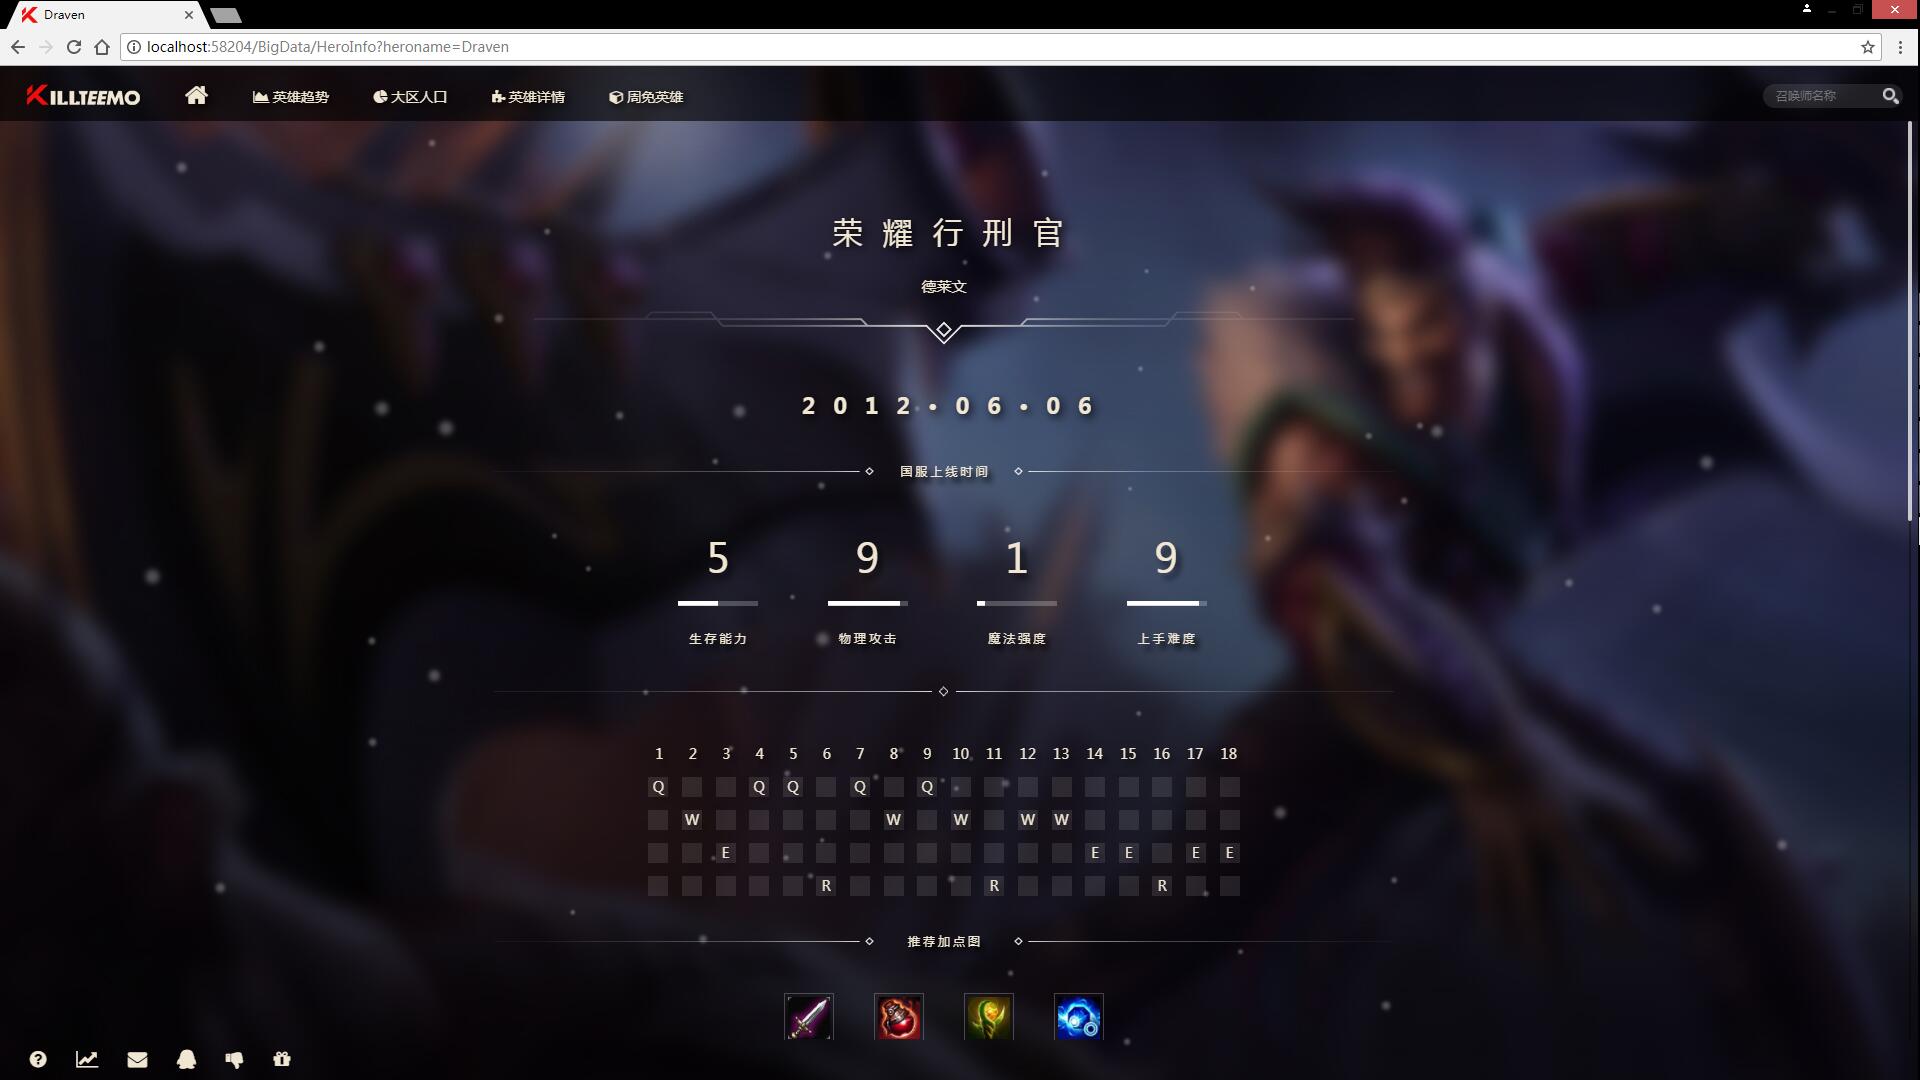 Draven
localhost:58204/BigData/HeroInfo?heroname=Draven
KILLTEEMO 英雄趋势 大区人口 英雄详情 周免英雄 召唤师名称
荣耀行刑官
德莱文
2012·06·06
国服上线时间
5 9 1 9
生存能力 物理攻击 魔法强度 上手难度
1 2 3 4 5 6 7 8 9 10 11 12 13 14 15 16 17 18
Q Q Q Q Q
W W W W W
E E E E E
R R R
推荐加点图